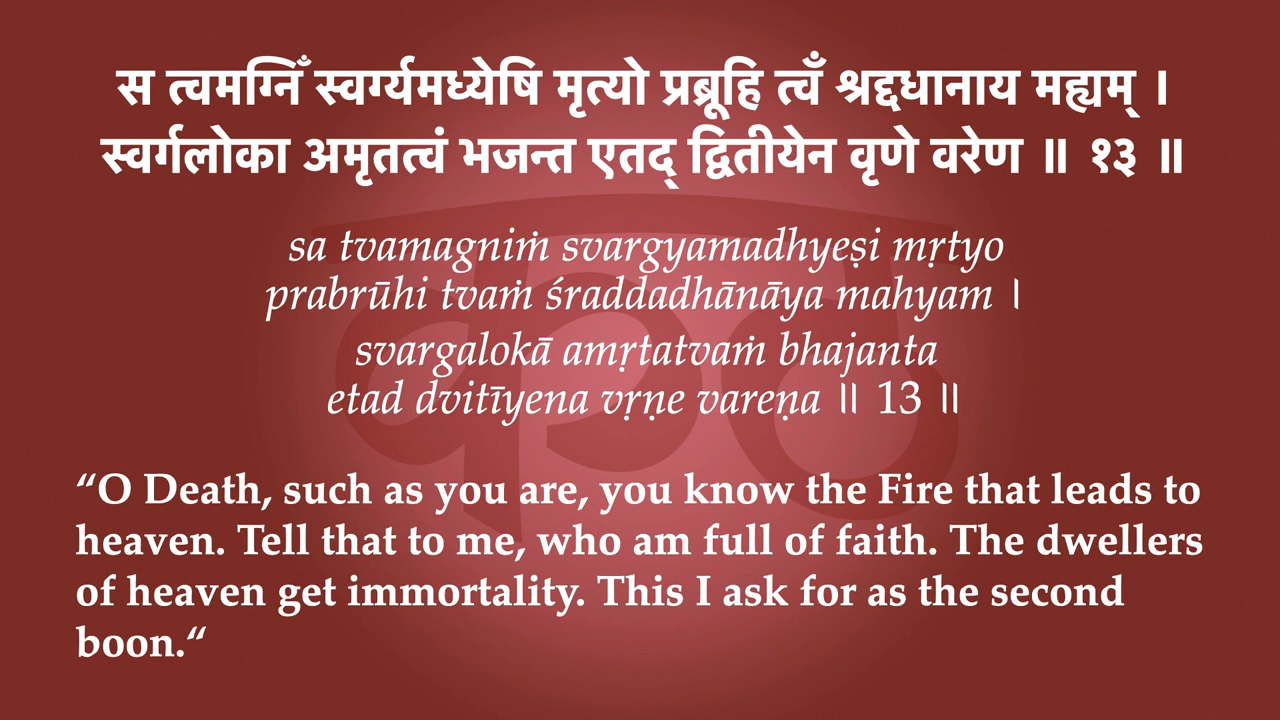 स त्वमग्निँ स्वर्ग्यमध्येषि मृत्यो प्रब्रूहि त्वँ श्रद्दधानाय मह्यम् ।
स्वर्गलोका अमृतत्वं भजन्त एतद् द्वितीयेन वृणे वरेण ॥ १३ ॥
sa tvamagniṁ svargyamadhyeṣi mṛtyo
prabrūhi tvaṁ śraddadhānāya mahyam ।
svargalokā amṛtatvaṁ bhajanta
etad dvitīyena vṛṇe vareṇa ॥ 13 ॥
“O Death, such as you are, you know the Fire that leads to
heaven. Tell that to me, who am full of faith. The dwellers
of heaven get immortality. This I ask for as the second
boon.“